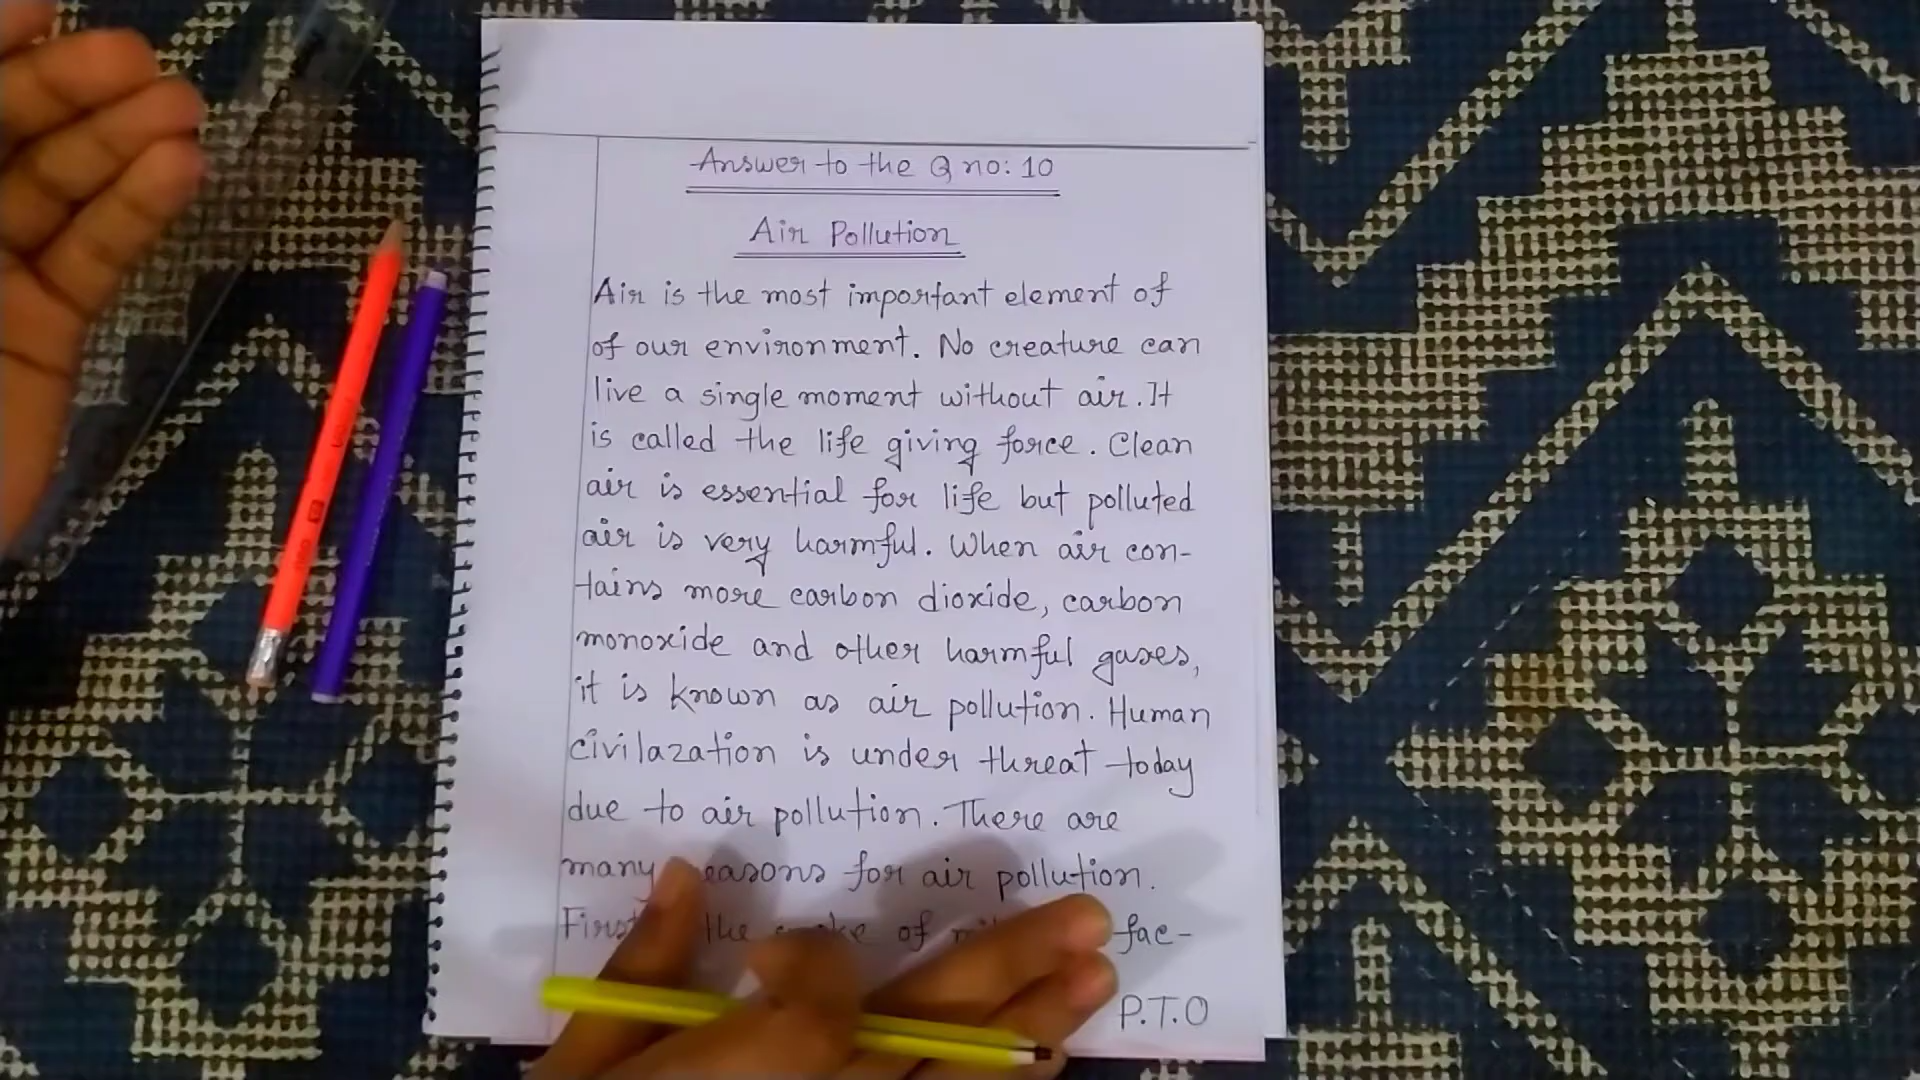 Answer to the Q no: 10
Air Pollution
Air is the most important element of
of our environment. No creature can
live a single moment without air. It
is called the life giving force. Clean
air is essential for life but polluted
air is very harmful. When air con-
tains more carbon dioxide, carbon
monoxide and other harmful gases,
it is known as air pollution. Human
civilazation is under threat today
due to air pollution. There are
many reasons for air pollution.
the smoke of fac-
P.T.O